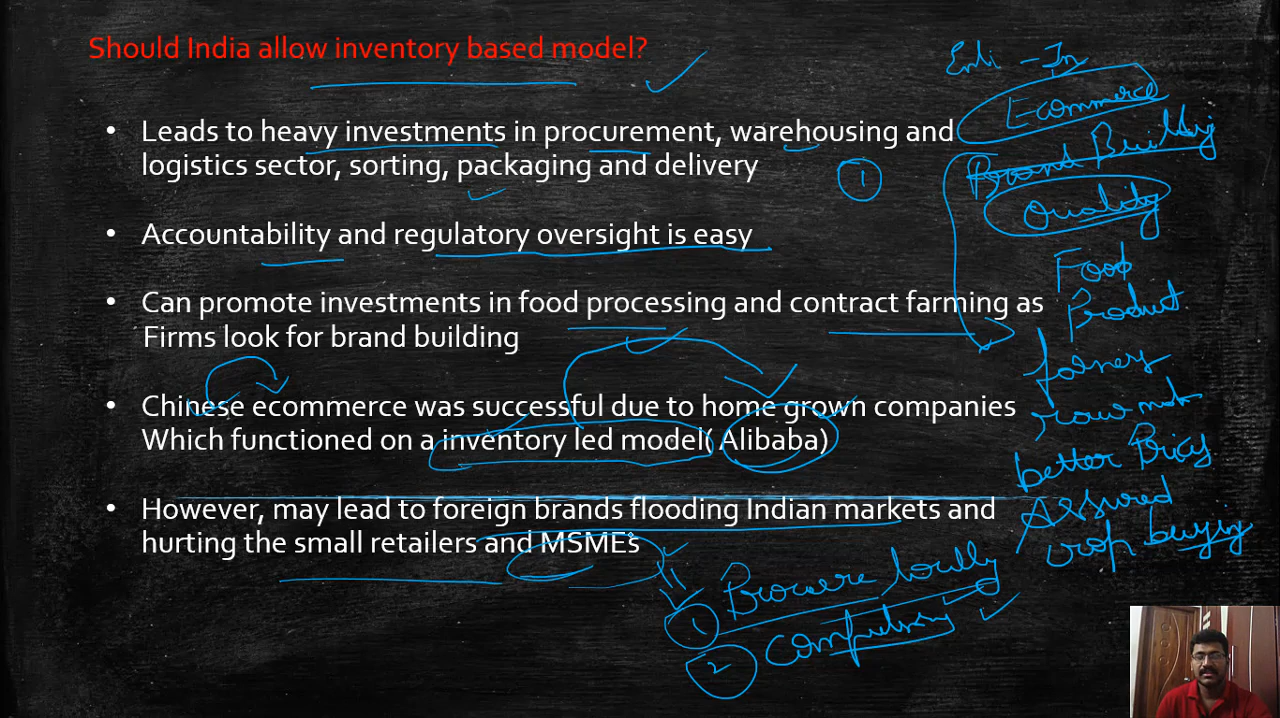 Should India allow inventory based model?
• Leads to heavy investments in procurement, warehousing and
logistics sector, sorting, packaging and delivery
• Accountability and regulatory oversight is easy
• Can promote investments in food processing and contract farming as
Firms look for brand building
• Chinese ecommerce was successful due to home grown companies
Which functioned on a inventory led model( Alibaba)
• However, may lead to foreign brands flooding Indian markets and
hurting the small retailers and MSMEs
Ecommerce
Brand Building
Quality
Food
Product
farmers
raw
better Prices
Assured
crop buying
1
1 Procure locally
2 Compulsory